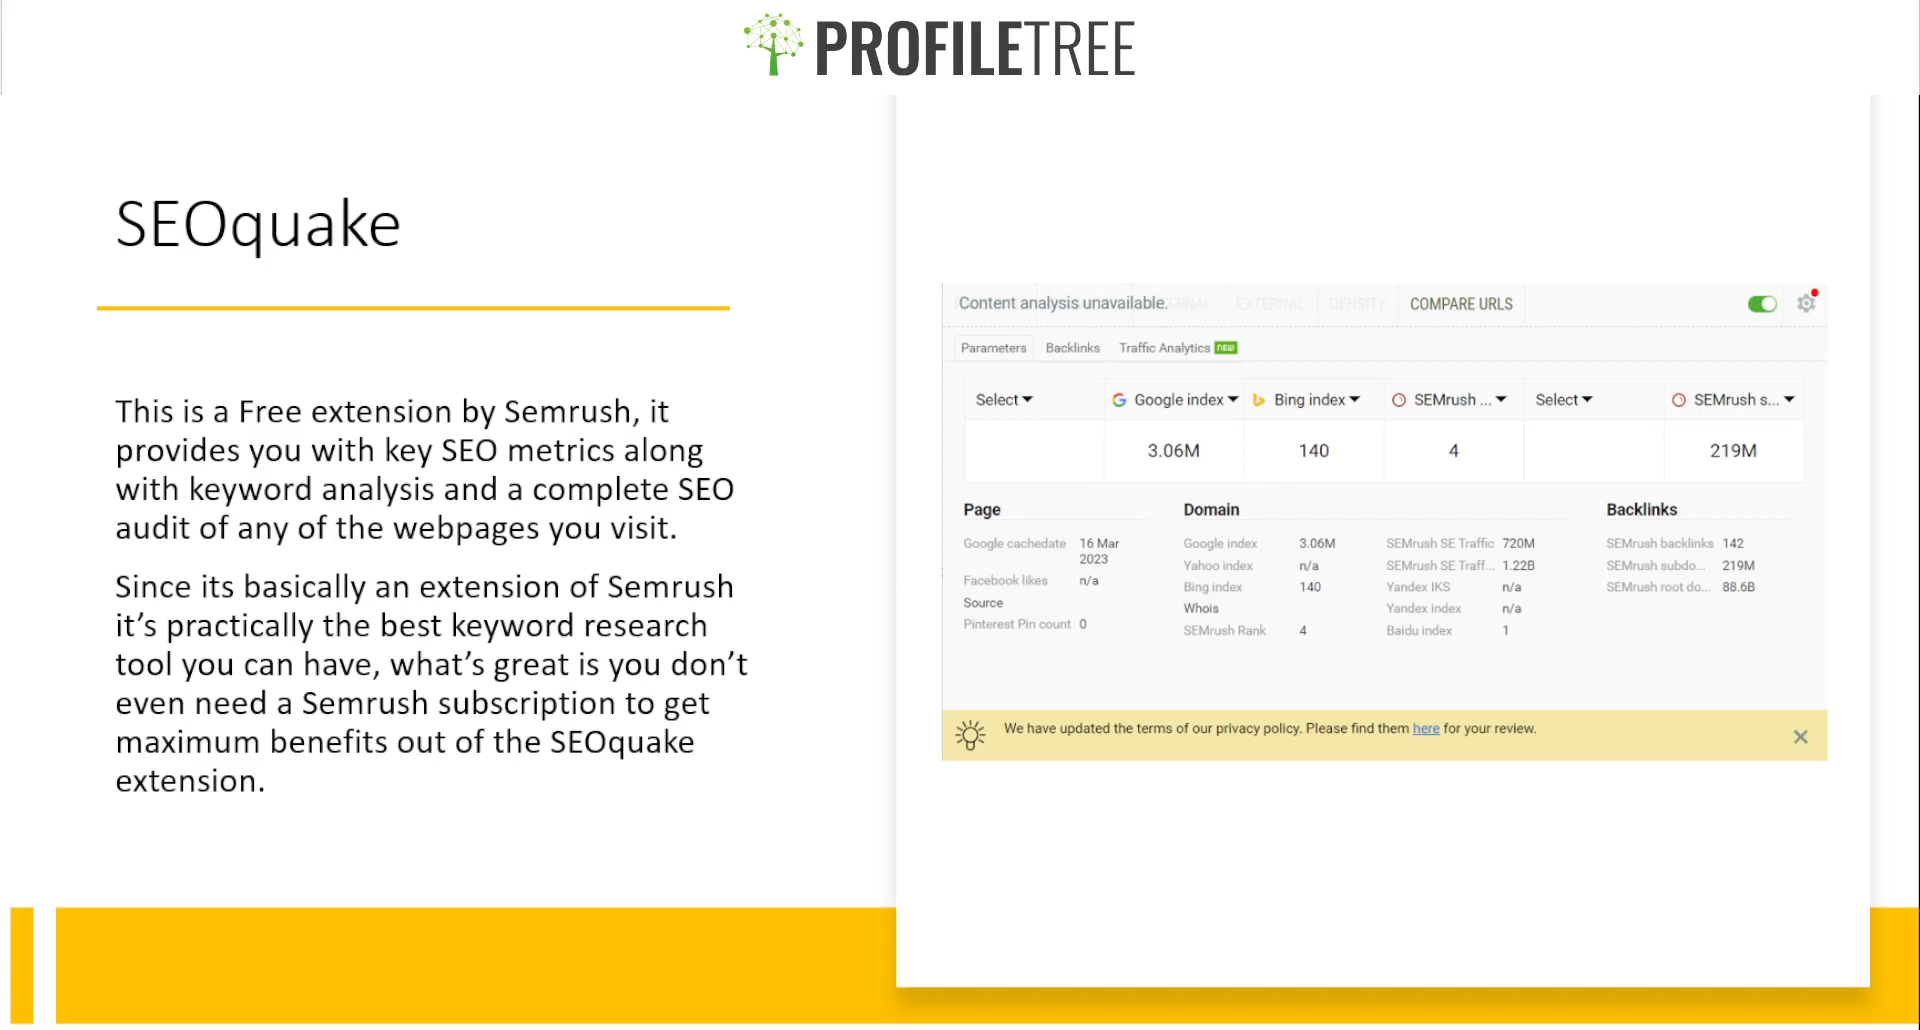 PROFILETREE
SEOquake
This is a Free extension by Semrush, it
provides you with key SEO metrics along
with keyword analysis and a complete SEO
audit of any of the webpages you visit.
Since its basically an extension of Semrush
it's practically the best keyword research
tool you can have, what's great is you don't
even need a Semrush subscription to get
maximum benefits out of the SEOquake
extension.
Content analysis unavailable. EXTERNAL DENSITY COMPARE URLS
Parameters Backlinks Traffic Analytics new
Select Google index Bing index SEMrush ... Select SEMrush s...
3.06M 140 4 219M
Page Domain Backlinks
Google cachedate 16 Mar Google index 3.06M SEMrush SE Traffic 720M SEMrush backlinks 142
2023 Yahoo index n/a SEMrush SE Traff... 1.22B SEMrush subdo... 219M
Facebook likes n/a Bing index 140 Yandex IKS n/a SEMrush root do... 88.6B
Source Whois Yandex index n/a
Pinterest Pin count 0 SEMrush Rank 4 Baidu index 1
We have updated the terms of our privacy policy. Please find them here for your review.